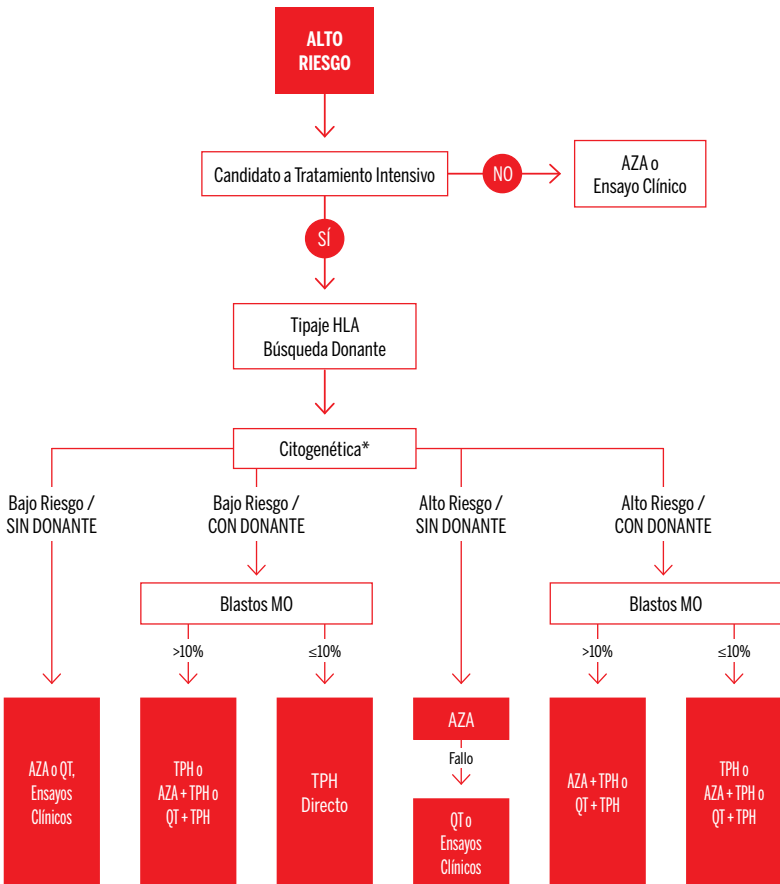 ALTO
RIESGO
Candidato a Tratamiento Intensivo
NO
AZA o
Ensayo Clínico
SÍ
Tipaje HLA
Búsqueda Donante
Citogenética*
Bajo Riesgo /
SIN DONANTE
Bajo Riesgo /
CON DONANTE
Alto Riesgo /
SIN DONANTE
Alto Riesgo /
CON DONANTE
Blastos MO
Blastos MO
>10%
≤10%
>10%
≤10%
AZA o QT,
Ensayos
Clínicos
TPH o
AZA + TPH o
QT + TPH
TPH
Directo
AZA
Fallo
QT o
Ensayos
Clínicos
AZA + TPH o
QT + TPH
TPH o
AZA + TPH o
QT + TPH